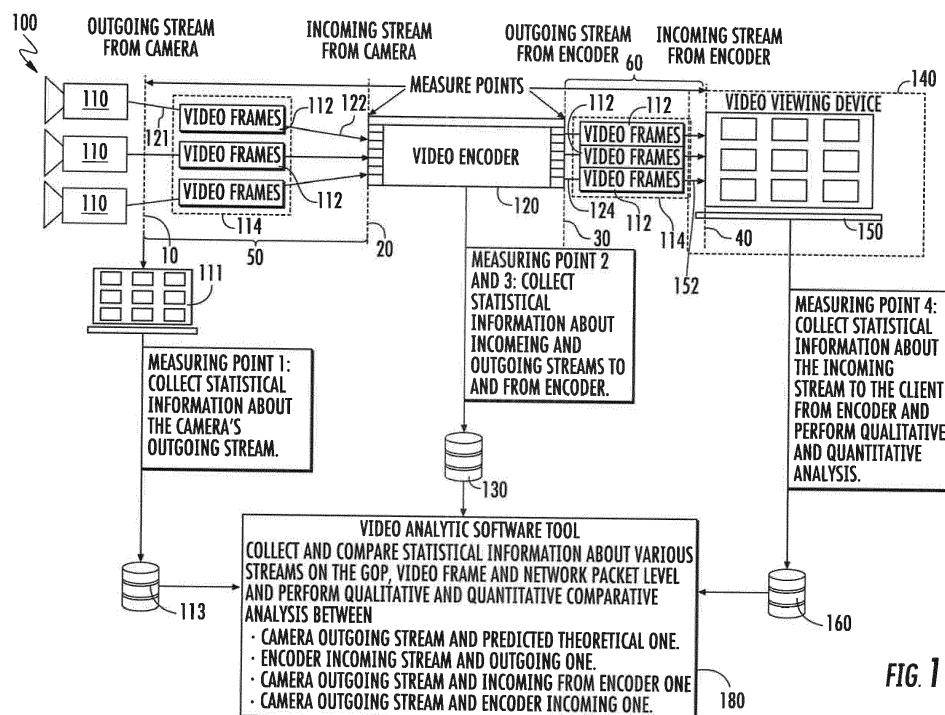 100
OUTGOING STREAM
FROM CAMERA
INCOMING STREAM
FROM CAMERA
OUTGOING STREAM
FROM ENCODER
INCOMING STREAM
FROM ENCODER
60
140
MEASURE POINTS
110
121
VIDEO FRAMES
112
122
112
112
VIDEO VIEWING DEVICE
110
VIDEO FRAMES
VIDEO ENCODER
VIDEO FRAMES
VIDEO FRAMES
VIDEO FRAMES
110
VIDEO FRAMES
112
120
124
112
114
150
114
10
50
20
30
40
152
111
MEASURING POINT 1:
COLLECT STATISTICAL
INFORMATION ABOUT
THE CAMERA'S
OUTGOING STREAM.
MEASURING POINT 2
AND 3: COLLECT
STATISTICAL
INFORMATION ABOUT
INCOMEING AND
OUTGOING STREAMS TO
AND FROM ENCODER.
MEASURING POINT 4:
COLLECT STATISTICAL
INFORMATION ABOUT
THE INCOMING
STREAM TO THE CLIENT
FROM ENCODER AND
PERFORM QUALITATIVE
AND QUANTITATIVE
ANALYSIS.
130
113
160
VIDEO ANALYTIC SOFTWARE TOOL
COLLECT AND COMPARE STATISTICAL INFORMATION ABOUT VARIOUS
STREAMS ON THE GOP, VIDEO FRAME AND NETWORK PACKET LEVEL
AND PERFORM QUALITATIVE AND QUANTITATIVE COMPARATIVE
ANALYSIS BETWEEN
· CAMERA OUTGOING STREAM AND PREDICTED THEORETICAL ONE.
· ENCODER INCOMING STREAM AND OUTGOING ONE.
· CAMERA OUTGOING STREAM AND INCOMING FROM ENCODER ONE
· CAMERA OUTGOING STREAM AND ENCODER INCOMING ONE.
180
FIG. 1